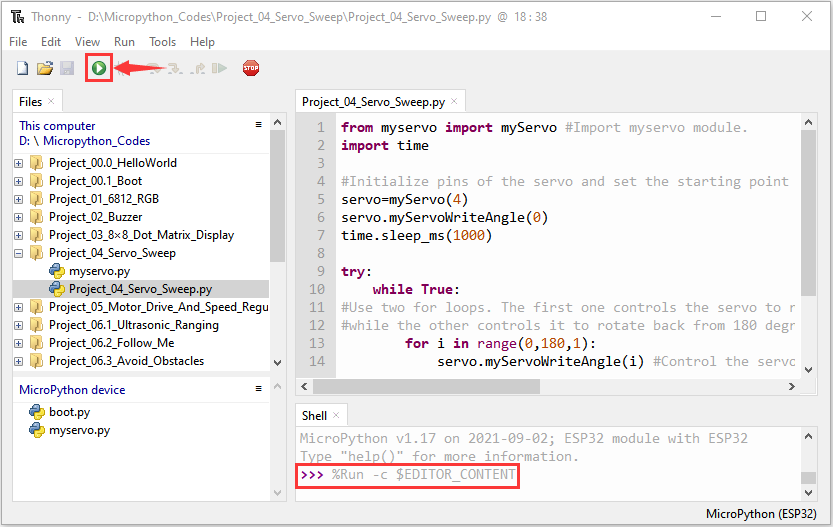 Thonny - D:\Micropython_Codes\Project_04_Servo_Sweep\Project_04_Servo_Sweep.py @ 18 : 38
File Edit View Run Tools Help
STOP
Files ×
This computer
D: \ Micropython_Codes
Project_00.0_HelloWorld
Project_00.1_Boot
Project_01_6812_RGB
Project_02_Buzzer
Project_03_8×8_Dot_Matrix_Display
Project_04_Servo_Sweep
myservo.py
Project_04_Servo_Sweep.py
Project_05_Motor_Drive_And_Speed_Regu
Project_06.1_Ultrasonic_Ranging
Project_06.2_Follow_Me
Project_06.3_Avoid_Obstacles
MicroPython device
boot.py
myservo.py
Project_04_Servo_Sweep.py ×
1 from myservo import myServo #Import myservo module.
2 import time
3
4 #Initialize pins of the servo and set the starting point
5 servo=myServo(4)
6 servo.myServoWriteAngle(0)
7 time.sleep_ms(1000)
8
9 try:
10     while True:
11 #Use two for loops. The first one controls the servo to r
12 #while the other controls it to rotate back from 180 degr
13         for i in range(0,180,1):
14             servo.myServoWriteAngle(i) #Control the servo
Shell ×
MicroPython v1.17 on 2021-09-02; ESP32 module with ESP32
Type "help()" for more information.
>>> %Run -c $EDITOR_CONTENT
MicroPython (ESP32)